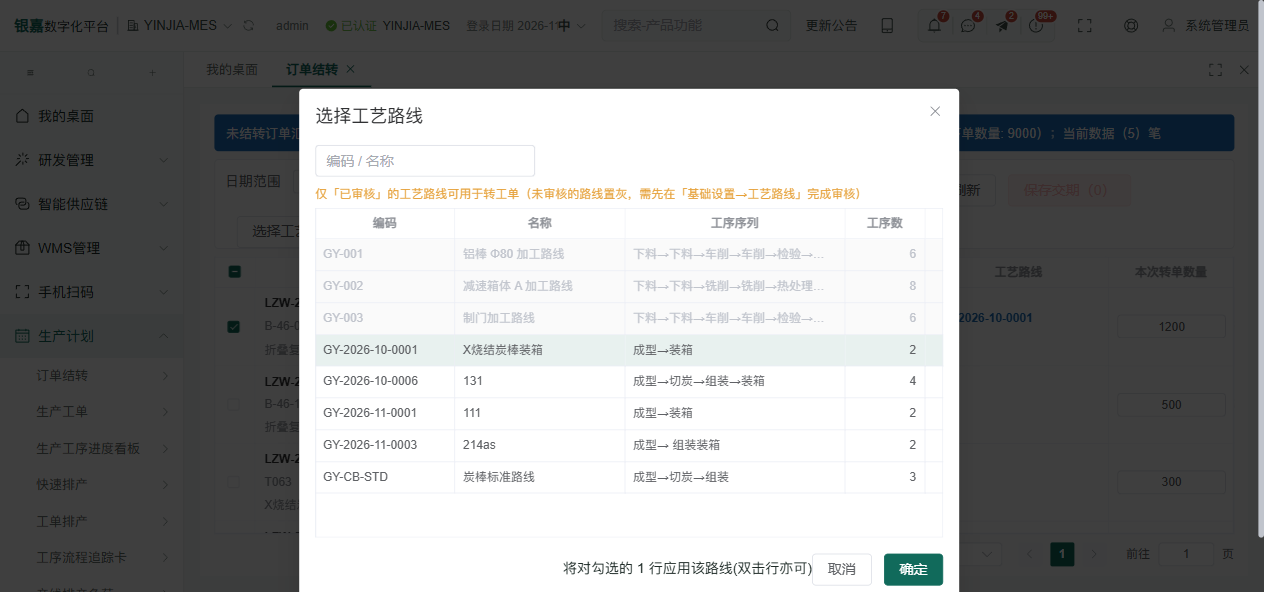 银嘉数字化平台 YINJIA-MES admin 已认证 YINJIA-MES 登录日期 2026-1 中 搜索-产品功能 更新公告 7 4 2 99+ 系统管理员
我的桌面 订单结转
我的桌面
研发管理
智能供应链
WMS管理
手机扫码
生产计划
订单结转
生产工单
生产工序进度看板
快速排产
工单排产
工序流程追踪卡
未结转订单汇
单数量: 9000）；当前数据（5）笔
日期范围
刷新 保存交期（0）
选择工艺
工艺路线 本次转单数量
LZW-2
B-46-0
折叠复
2026-10-0001 1200
LZW-2
B-46-1
折叠复
500
LZW-2
T063
X烧结
300
1 前往 1 页
选择工艺路线
编码 / 名称
仅「已审核」的工艺路线可用于转工单（未审核的路线置灰，需先在「基础设置→工艺路线」完成审核）
编码 名称 工序序列 工序数
GY-001 铝棒 Φ80 加工路线 下料→下料→车削→车削→检验→... 6
GY-002 减速箱体 A 加工路线 下料→下料→铣削→铣削→热处理... 8
GY-003 制门加工路线 下料→下料→车削→车削→检验→... 6
GY-2026-10-0001 X烧结炭棒装箱 成型→装箱 2
GY-2026-10-0006 131 成型→切炭→组装→装箱 4
GY-2026-11-0001 111 成型→装箱 2
GY-2026-11-0003 214as 成型→ 组装装箱 2
GY-CB-STD 炭棒标准路线 成型→切炭→组装 3
将对勾选的 1 行应用该路线(双击行亦可) 取消 确定